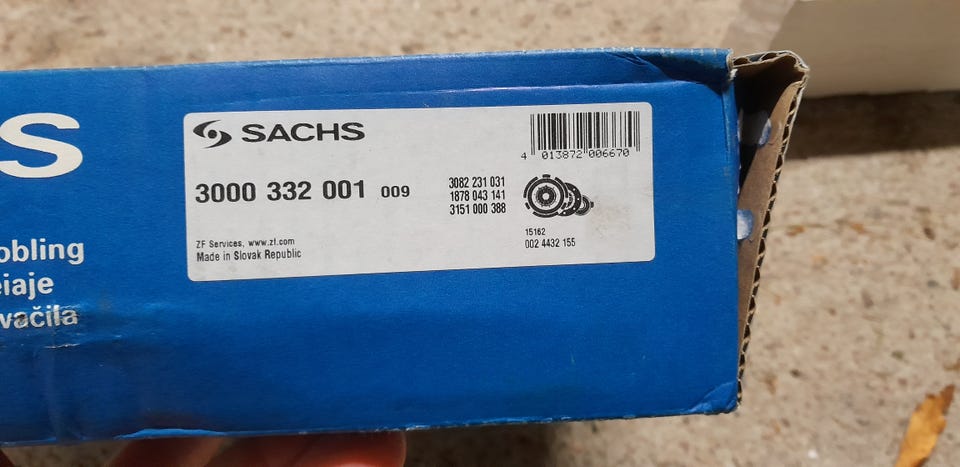 S
obling
eiaje
vačila
SACHS
4 013872 006670
3000 332 001 009
3082 231 031
1878 043 141
3151 000 388
15162
002 4432 155
ZF Services, www.zf.com
Made in Slovak Republic